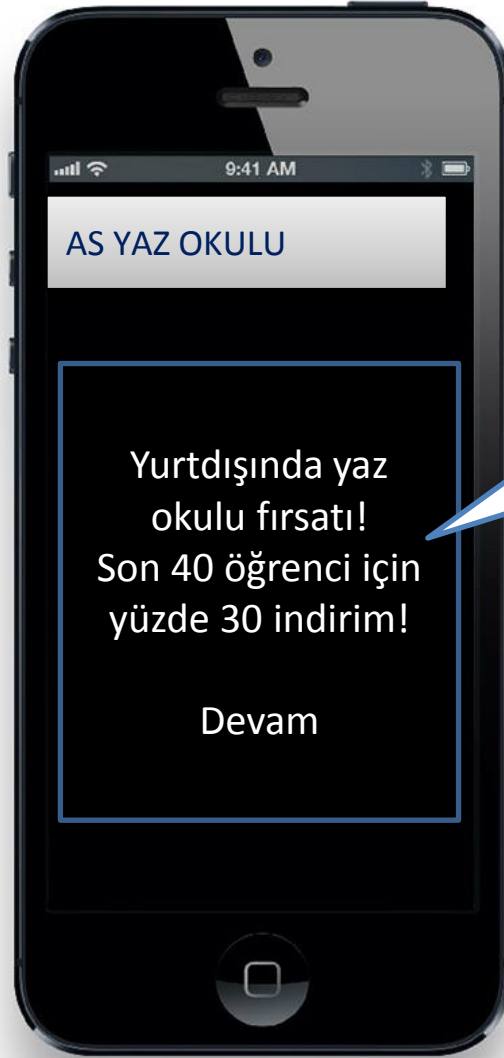 9:41 AM
AS YAZ OKULU
Yurtdışında yaz
okulu fırsatı!
Son 40 öğrenci için
yüzde 30 indirim!
Devam